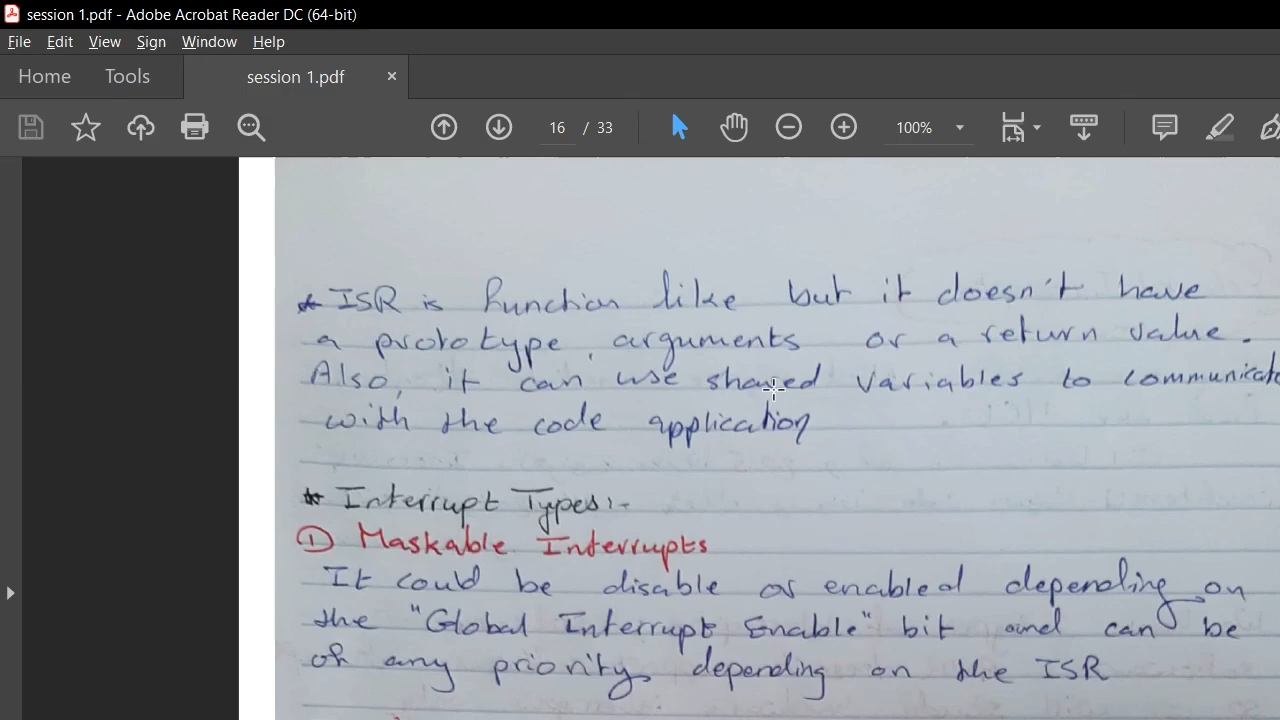 session 1.pdf - Adobe Acrobat Reader DC (64-bit)
File Edit View Sign Window Help
Home Tools session 1.pdf ×
16 / 33 100%
* ISR is function like but it doesn't have
a prototype, arguments or a return value.
Also, it can use shared variables to communicat
with the code application
* Interrupt Types:-
① Maskable Interrupts
It could be disable or enabled depending on
the "Global Interrupt Enable" bit and can be
of any priority, depending on the ISR